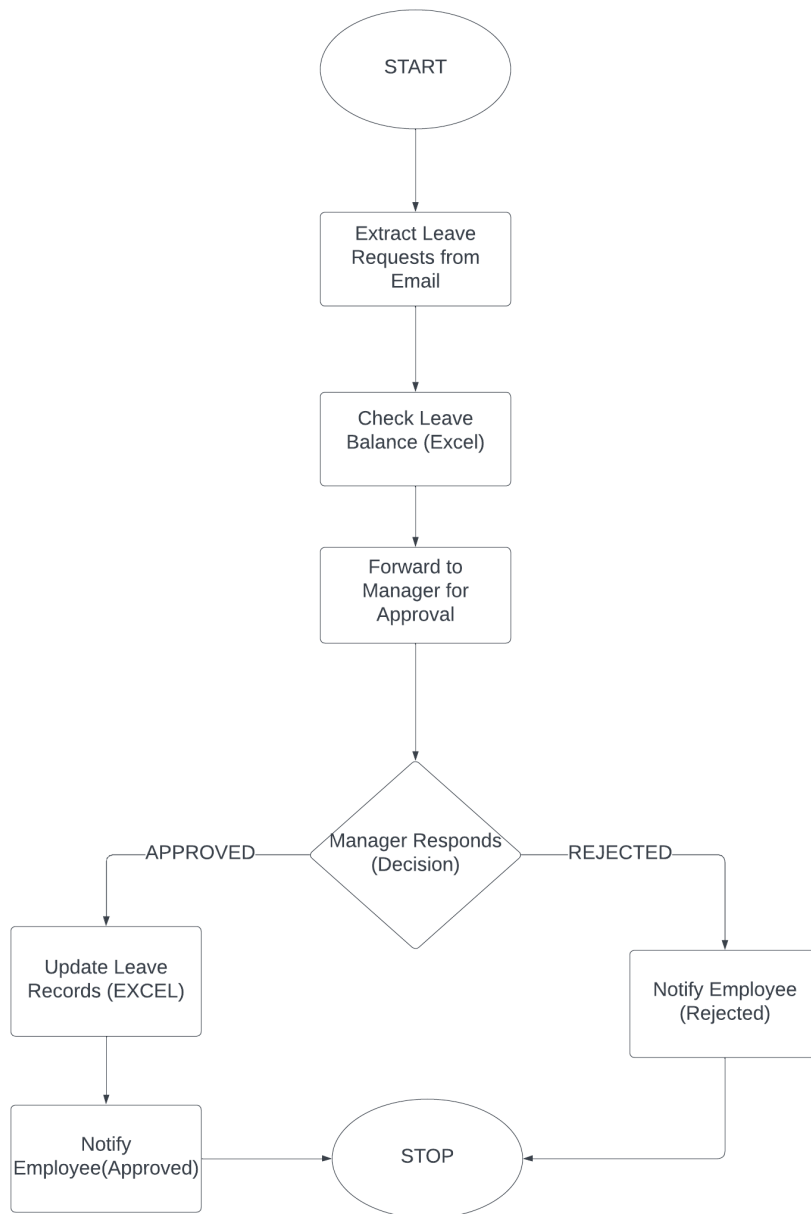 START
Extract Leave
Requests from
Email
Check Leave
Balance (Excel)
Forward to
Manager for
Approval
Manager Responds
(Decision)
APPROVED
REJECTED
Update Leave
Records (EXCEL)
Notify Employee
(Rejected)
Notify
Employee(Approved)
STOP